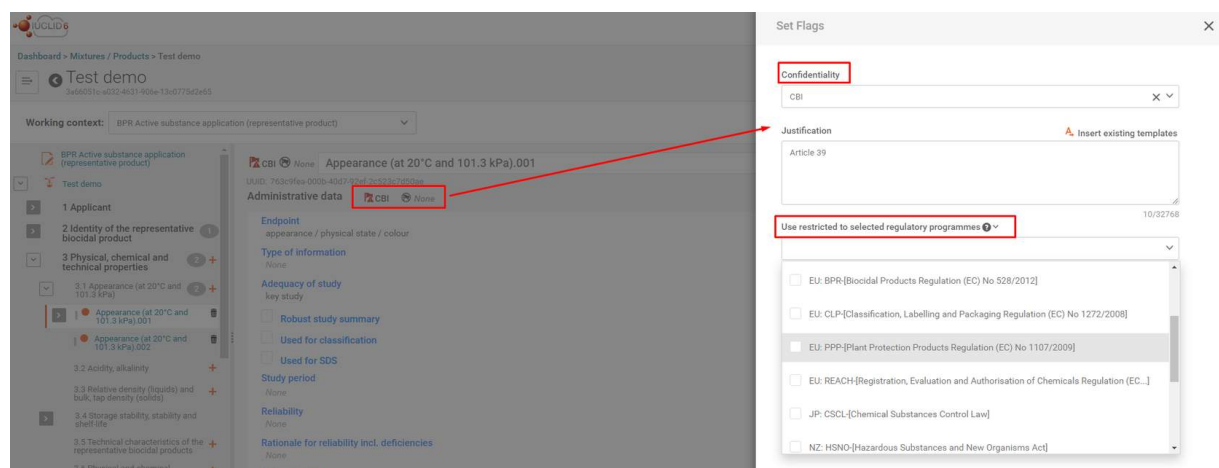 IUCLID6
Dashboard > Mixtures / Products > Test demo
Test demo
Working context: BPR Active substance application (representative product)
BPR Active substance application
(representative product)
Test demo
1 Applicant
2 Identity of the representative
biocidal product
1
3 Physical, chemical and
technical properties
2 +
3.1 Appearance (at 20°C and
101.3 kPa)
2 +
Appearance (at 20°C and
101.3 kPa).001
Appearance (at 20°C and
101.3 kPa).002
3.2 Acidity, alkalinity +
3.3 Relative density (liquids) and
bulk, tap density (solids) +
3.4 Storage stability, stability and
shelf-life
3.5 Technical characteristics of the
representative biocidal products +
CBI None Appearance (at 20°C and 101.3 kPa).001
Administrative data CBI None
Endpoint
appearance / physical state / colour
Type of information
None
Adequacy of study
key study
Robust study summary
Used for classification
Used for SDS
Study period
None
Reliability
None
Rationale for reliability incl. deficiencies
None
Set Flags
Confidentiality
CBI
Justification
Insert existing templates
Article 39
10/32768
Use restricted to selected regulatory programmes
EU: BPR-[Biocidal Products Regulation (EC) No 528/2012]
EU: CLP-[Classification, Labelling and Packaging Regulation (EC) No 1272/2008]
EU: PPP-[Plant Protection Products Regulation (EC) No 1107/2009]
EU: REACH-[Registration, Evaluation and Authorisation of Chemicals Regulation (EC...]
JP: CSCL-[Chemical Substances Control Law]
NZ: HSNO-[Hazardous Substances and New Organisms Act]